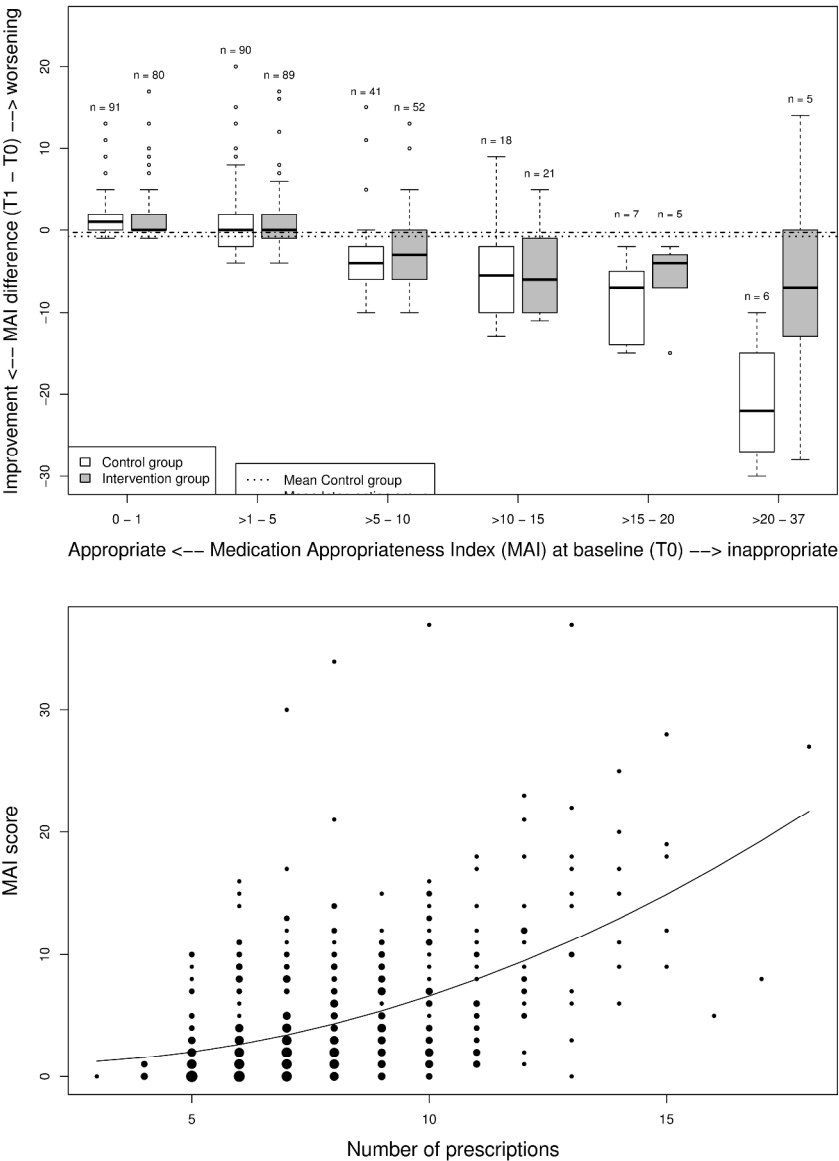 Improvement <−− MAI difference (T1 − T0) −−> worsening
20
10
0
−10
−20
−30
n = 91
n = 80
n = 90
n = 89
n = 41
n = 52
n = 18
n = 21
n = 7
n = 5
n = 6
n = 5
Control group
Intervention group
Mean Control group
0 − 1
>1 − 5
>5 − 10
>10 − 15
>15 − 20
>20 − 37
Appropriate <−− Medication Appropriateness Index (MAI) at baseline (T0) −−> inappropriate
MAI score
30
20
10
0
5
10
15
Number of prescriptions